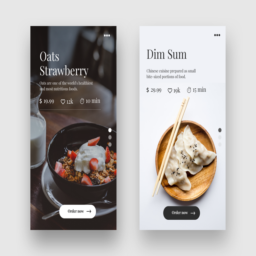 Oats
Strawberry
Oats are one of the world's healthiest
and most nutritious foods.
$ 19.99
12k
10 min
Order now
Dim Sum
Chinese cuisine prepared as small
bite-sized portions of food.
$ 29.99
12k
15 min
Order now